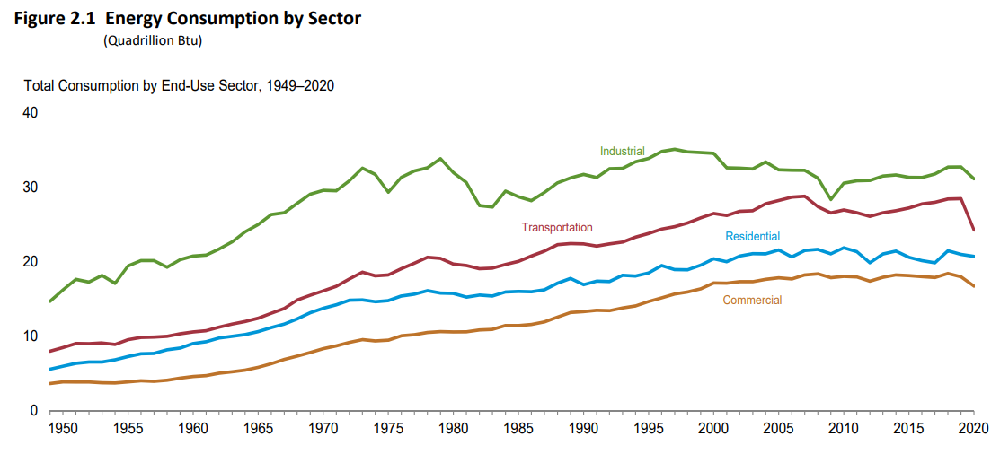 Figure 2.1  Energy Consumption by Sector
(Quadrillion Btu)
Total Consumption by End-Use Sector, 1949–2020
40
Industrial
30
Transportation
Residential
20
Commercial
10
0
1950 1955 1960 1965 1970 1975 1980 1985 1990 1995 2000 2005 2010 2015 2020